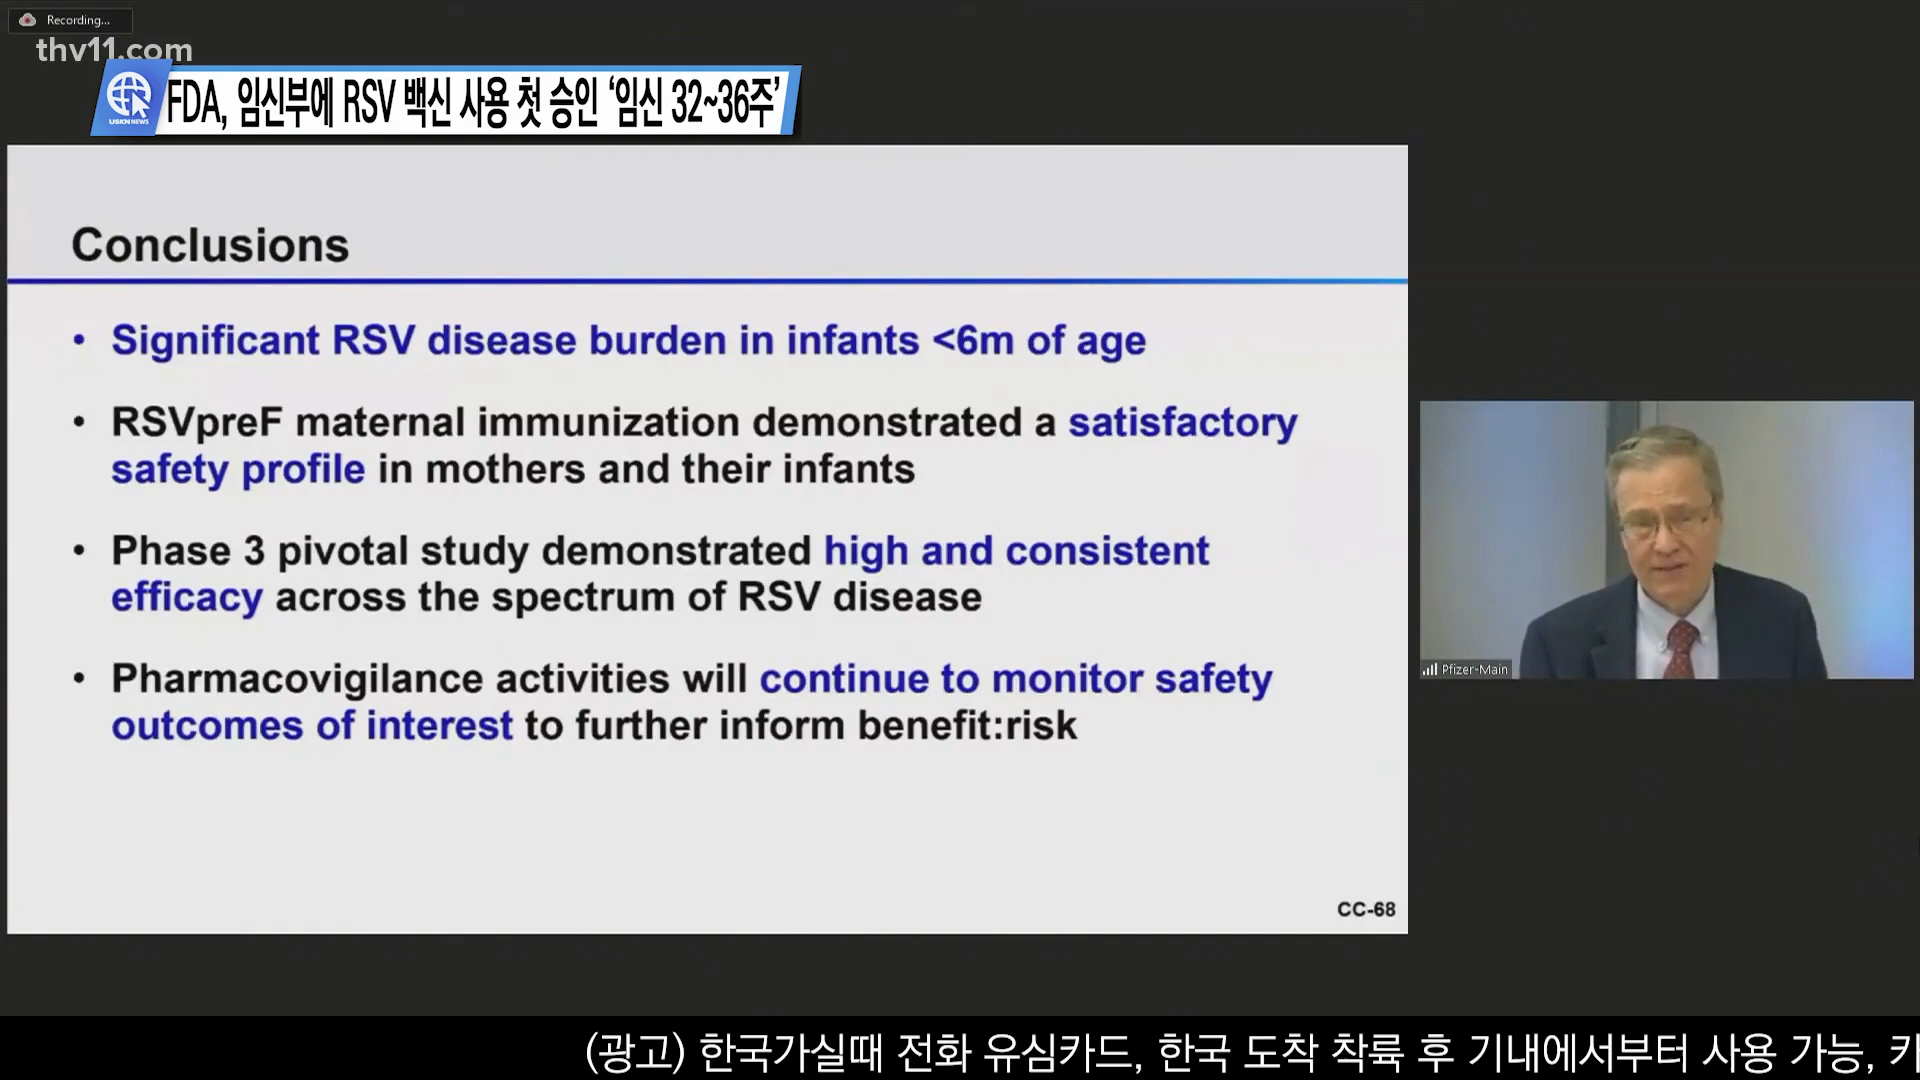 Recording...
thv11.com
USKN NEWS
FDA, 임신부에 RSV 백신 사용 첫 승인 ‘임신 32~36주’
Conclusions
• Significant RSV disease burden in infants <6m of age
• RSVpreF maternal immunization demonstrated a satisfactory
safety profile in mothers and their infants
• Phase 3 pivotal study demonstrated high and consistent
efficacy across the spectrum of RSV disease
• Pharmacovigilance activities will continue to monitor safety
outcomes of interest to further inform benefit:risk
CC-68
Pfizer-Main
(광고) 한국가실때 전화 유심카드, 한국 도착 착륙 후 기내에서부터 사용 가능,